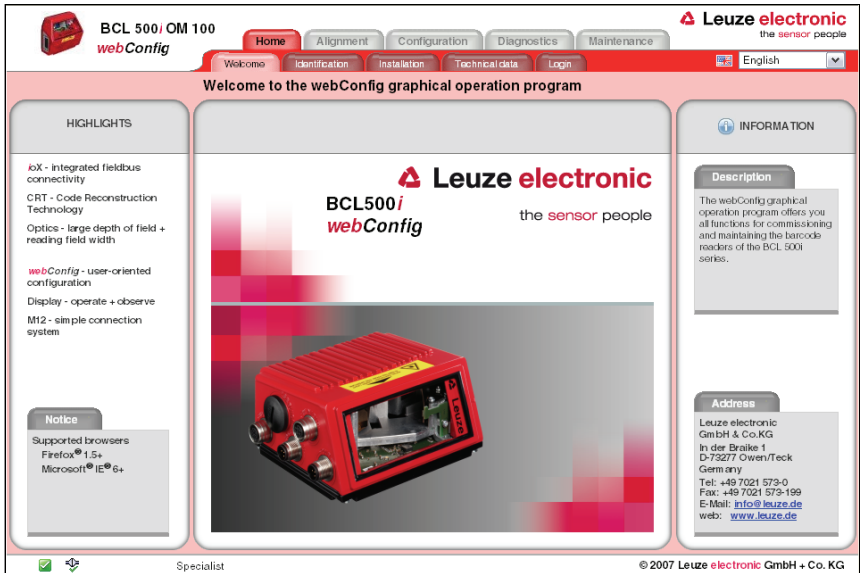 BCL 500i OM 100
webConfig
Home
Alignment
Configuration
Diagnostics
Maintenance
Leuze electronic
the sensor people
Welcome
Identification
Installation
Technical data
Login
English
Welcome to the webConfig graphical operation program
HIGHLIGHTS
ioX - integrated fieldbus
connectivity
CRT - Code Reconstruction
Technology
Optics - large depth of field +
reading field width
webConfig - user-oriented
configuration
Display - operate + observe
M12 - simple connection
system
Notice
Supported browsers
Firefox® 1.5+
Microsoft® IE® 6+
Leuze electronic
BCL500i
the sensor people
webConfig
Leuze
INFORMATION
Description
The webConfig graphical
operation program offers you
all functions for commissioning
and maintaining the barcode
readers of the BCL 500i
series.
Address
Leuze electronic
GmbH & Co.KG
In der Braike 1
D-73277 Owen/Teck
Germany
Tel: +49 7021 573-0
Fax: +49 7021 573-199
E-Mail: info@leuze.de
web: www.leuze.de
Specialist
© 2007 Leuze electronic GmbH + Co. KG